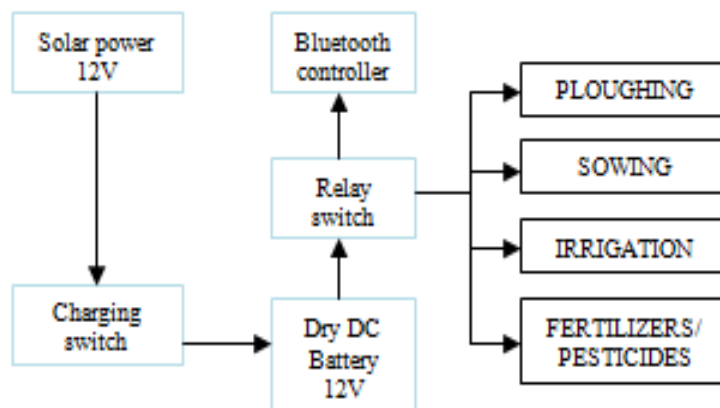 Solar power
12V
Bluetooth
controller
PLOUGHING
SOWING
Relay
switch
IRRIGATION
Charging
switch
Dry DC
Battery
12V
FERTILIZERS/
PESTICIDES